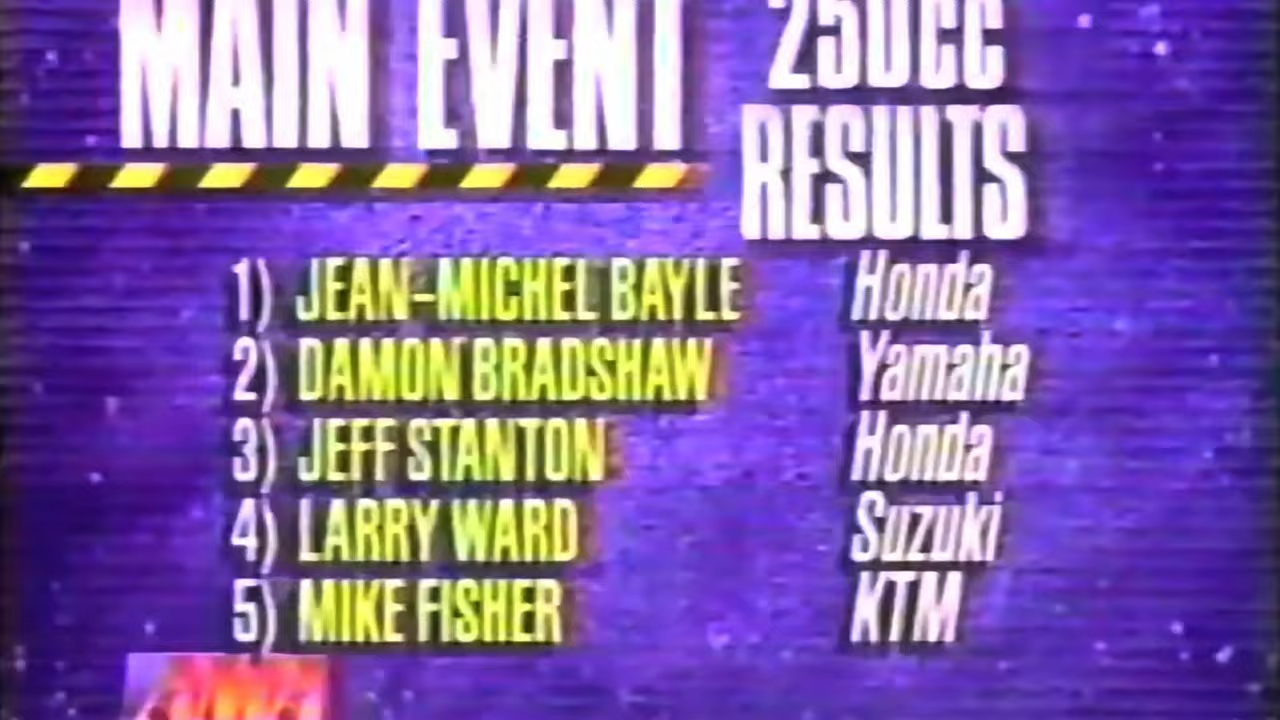 MAIN EVENT
250cc
RESULTS
1) JEAN-MICHEL BAYLE Honda
2) DAMON BRADSHAW Yamaha
3) JEFF STANTON Honda
4) LARRY WARD Suzuki
5) MIKE FISHER KTM